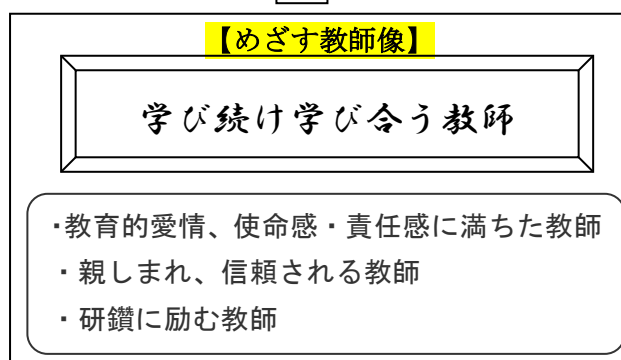 【めざす教師像】
学び続け学び合う教師
・教育的愛情、使命感・責任感に満ちた教師
・親しまれ、信頼される教師
・研鑽に励む教師